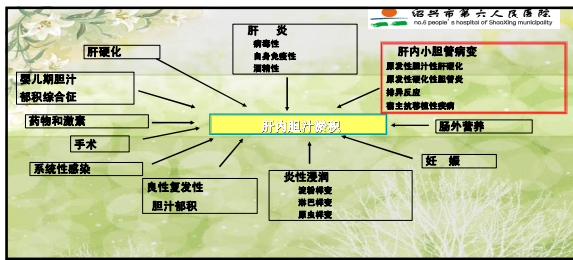 绍兴市第六人民医院
no.6 people's hospital of ShaoXing municipality
肝 炎
病毒性
自身免疫性
酒精性
肝硬化
肝内小胆管病变
原发性胆汁性肝硬化
原发性硬化性胆管炎
排异反应
宿主抗移植性疾病
婴儿期胆汁
郁积综合征
药物和激素
肝内胆汁淤积
肠外营养
手术
系统性感染
妊 娠
良性复发性
胆汁郁积
炎性浸润
淀粉样变
淋巴样变
原虫样变